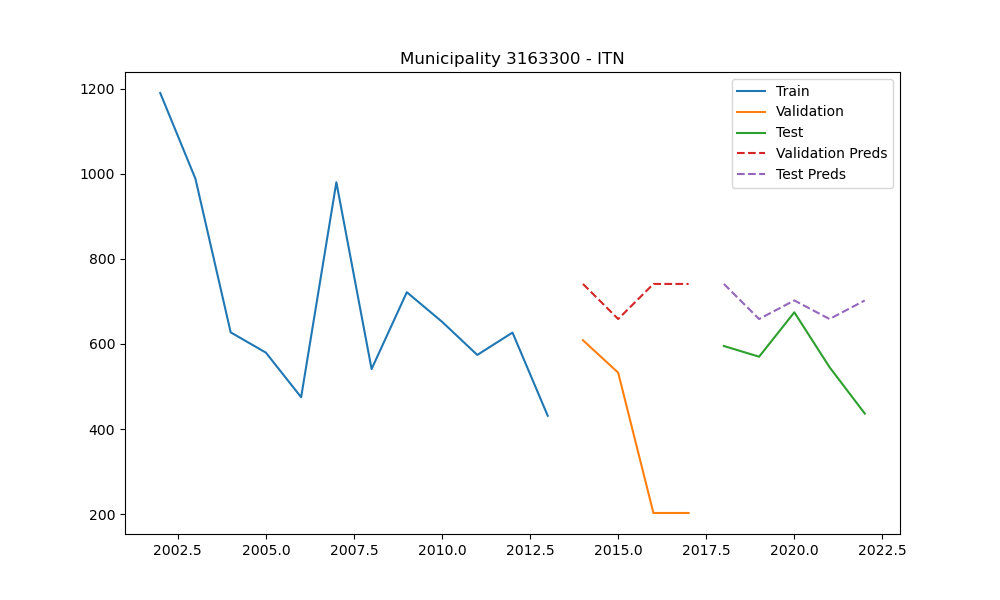 Municipality 3163300 - ITN
1200
1000
800
600
400
200
Train
Validation
Test
Validation Preds
Test Preds
2002.5 2005.0 2007.5 2010.0 2012.5 2015.0 2017.5 2020.0 2022.5